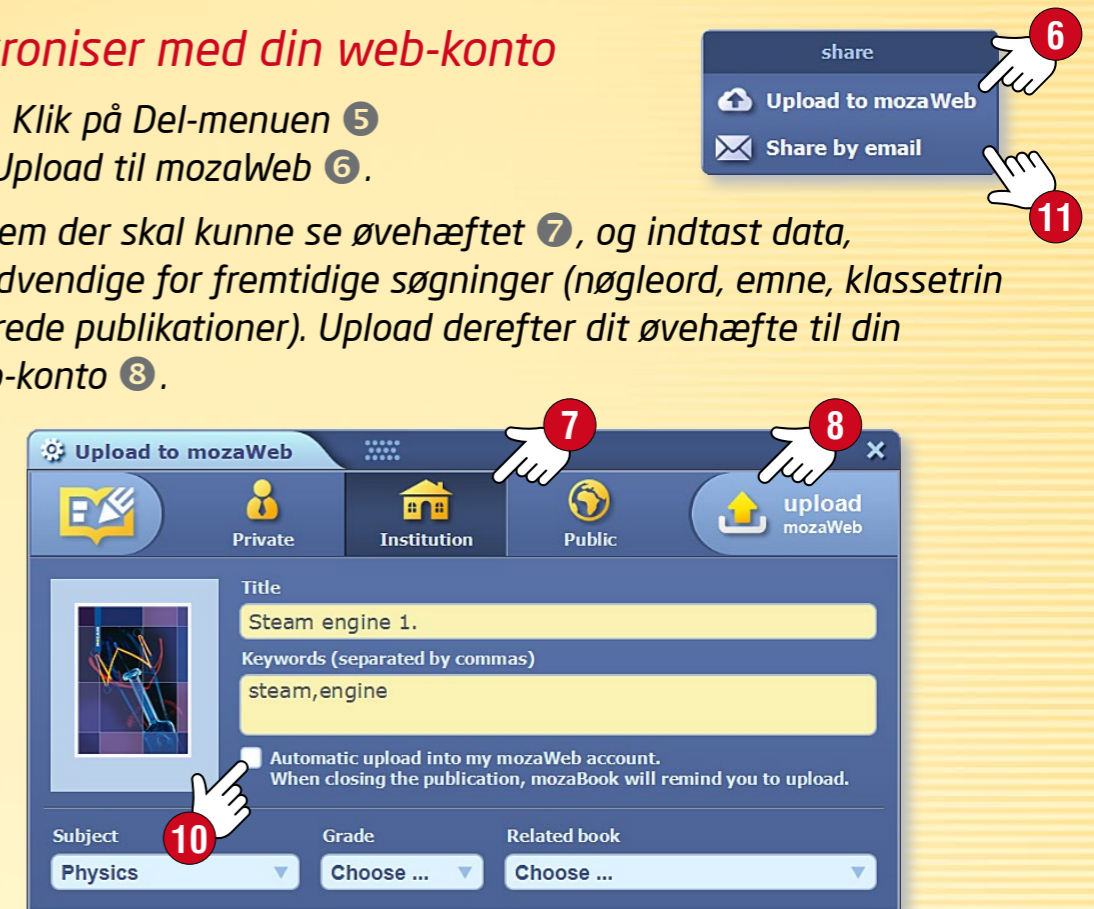 roniser med din web-konto
Klik på Del-menuen 5
Upload til mozaWeb 6.
em der skal kunne se øvehæftet 7, og indtast data,
dvendige for fremtidige søgninger (nøgleord, emne, klassetrin
rede publikationer). Upload derefter dit øvehæfte til din
-konto 8.
share
Upload to mozaWeb
Share by email
6
11
7
8
Upload to mozaWeb
Private
Institution
Public
upload
mozaWeb
Title
Steam engine 1.
Keywords (separated by commas)
steam,engine
Automatic upload into my mozaWeb account.
When closing the publication, mozaBook will remind you to upload.
10
Subject
Grade
Related book
Physics
Choose ...
Choose ...